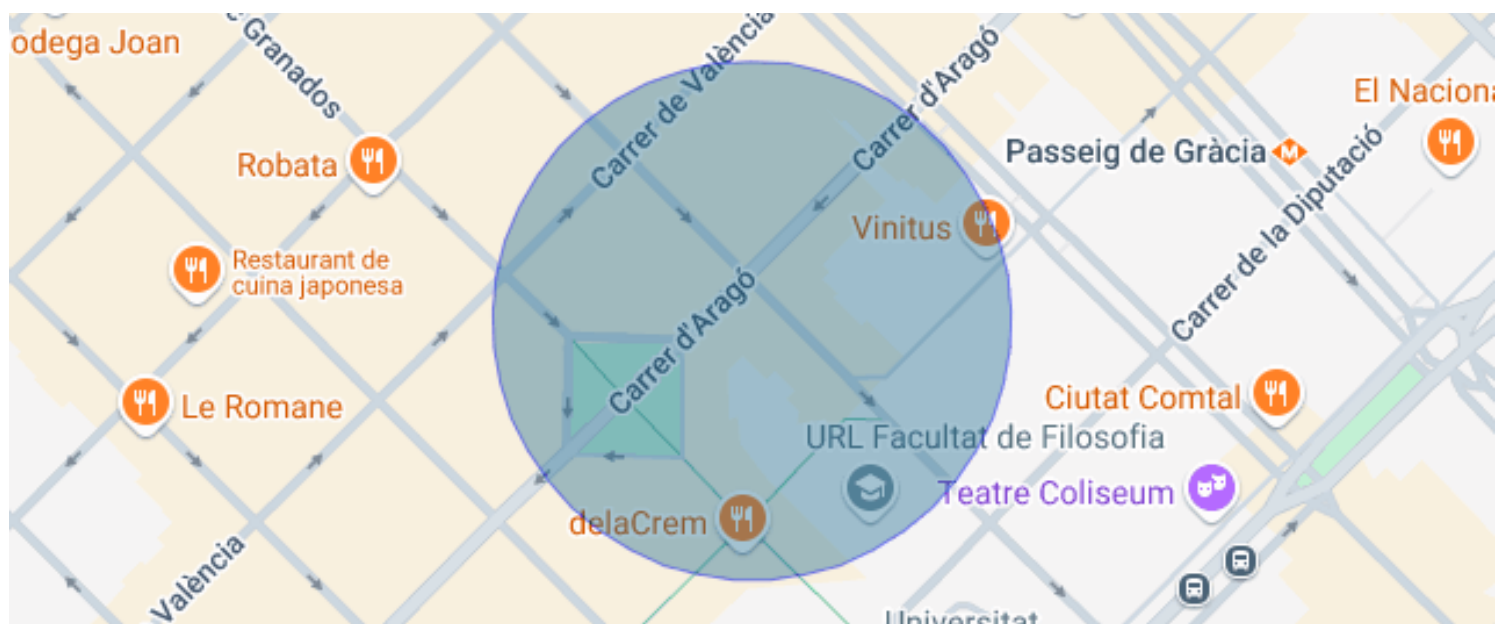 odega Joan
Granados
Carrer de València
Carrer d'Aragó
El Naciona
Robata
Passeig de Gràcia
M
Carrer de la Diputació
Vinitus
Restaurant de
cuina japonesa
Carrer d'Aragó
Le Romane
Ciutat Comtal
URL Facultat de Filosofia
Teatre Coliseum
delaCrem
València
Universitat